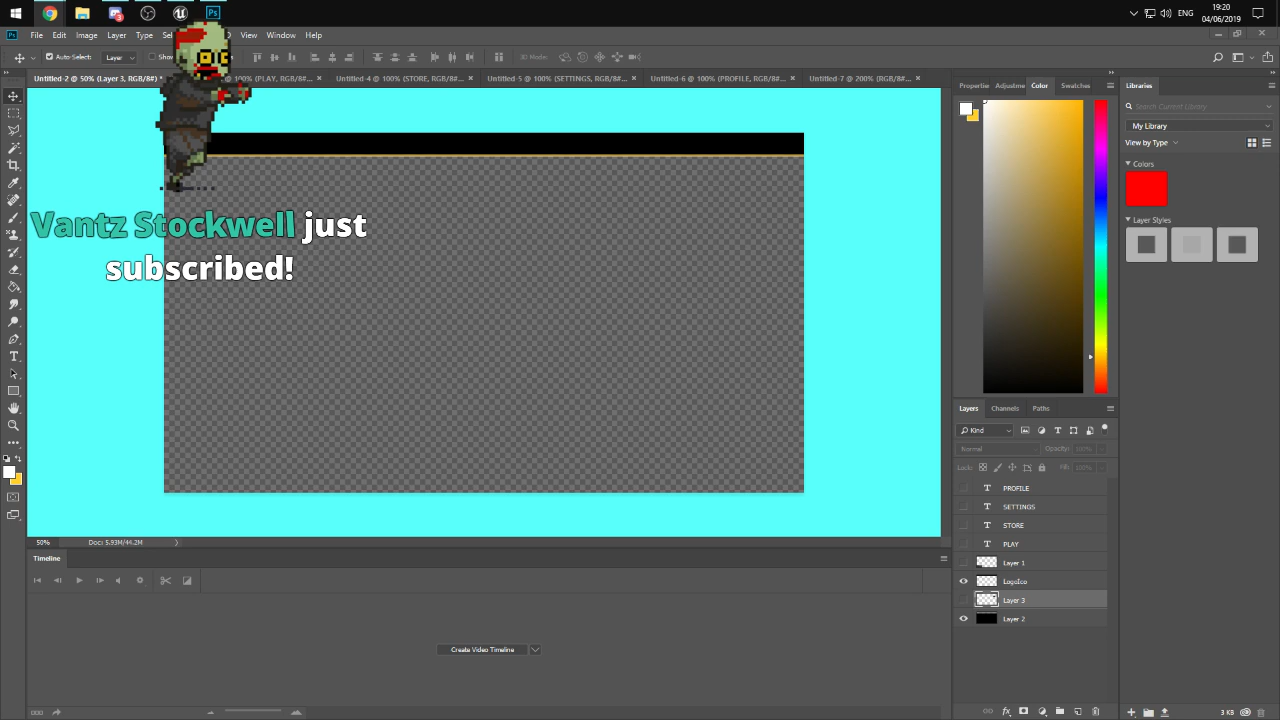 19:20
ENG
04/06/2019
File Edit Image Layer Type View Window Help
Auto-Select: Layer 3D Mode:
Untitled-2 @ 50% (Layer 3, RGB/8#) * @ 100% (PLAY, RGB/8#... × Untitled-4 @ 100% (STORE, RGB/8#... × Untitled-5 @ 100% (SETTINGS, RGB/8#... × Untitled-6 @ 100% (PROFILE, RGB/8#... × Untitled-7 @ 200% (RGB/8#... ×
Propertie Adjustme Color Swatches
Libraries
Search Current Library
My Library
View by Type
Colors
Layer Styles
Vantz Stockwell just
subscribed!
Layers Channels Paths
Kind
Normal Opacity: 100%
Lock: Fill: 100%
T PROFILE
T SETTINGS
T STORE
T PLAY
Layer 1
LogoIco
Layer 3
Layer 2
50% Doc: 5.93M/44.2M
Timeline
Create Video Timeline
fx
3 KB